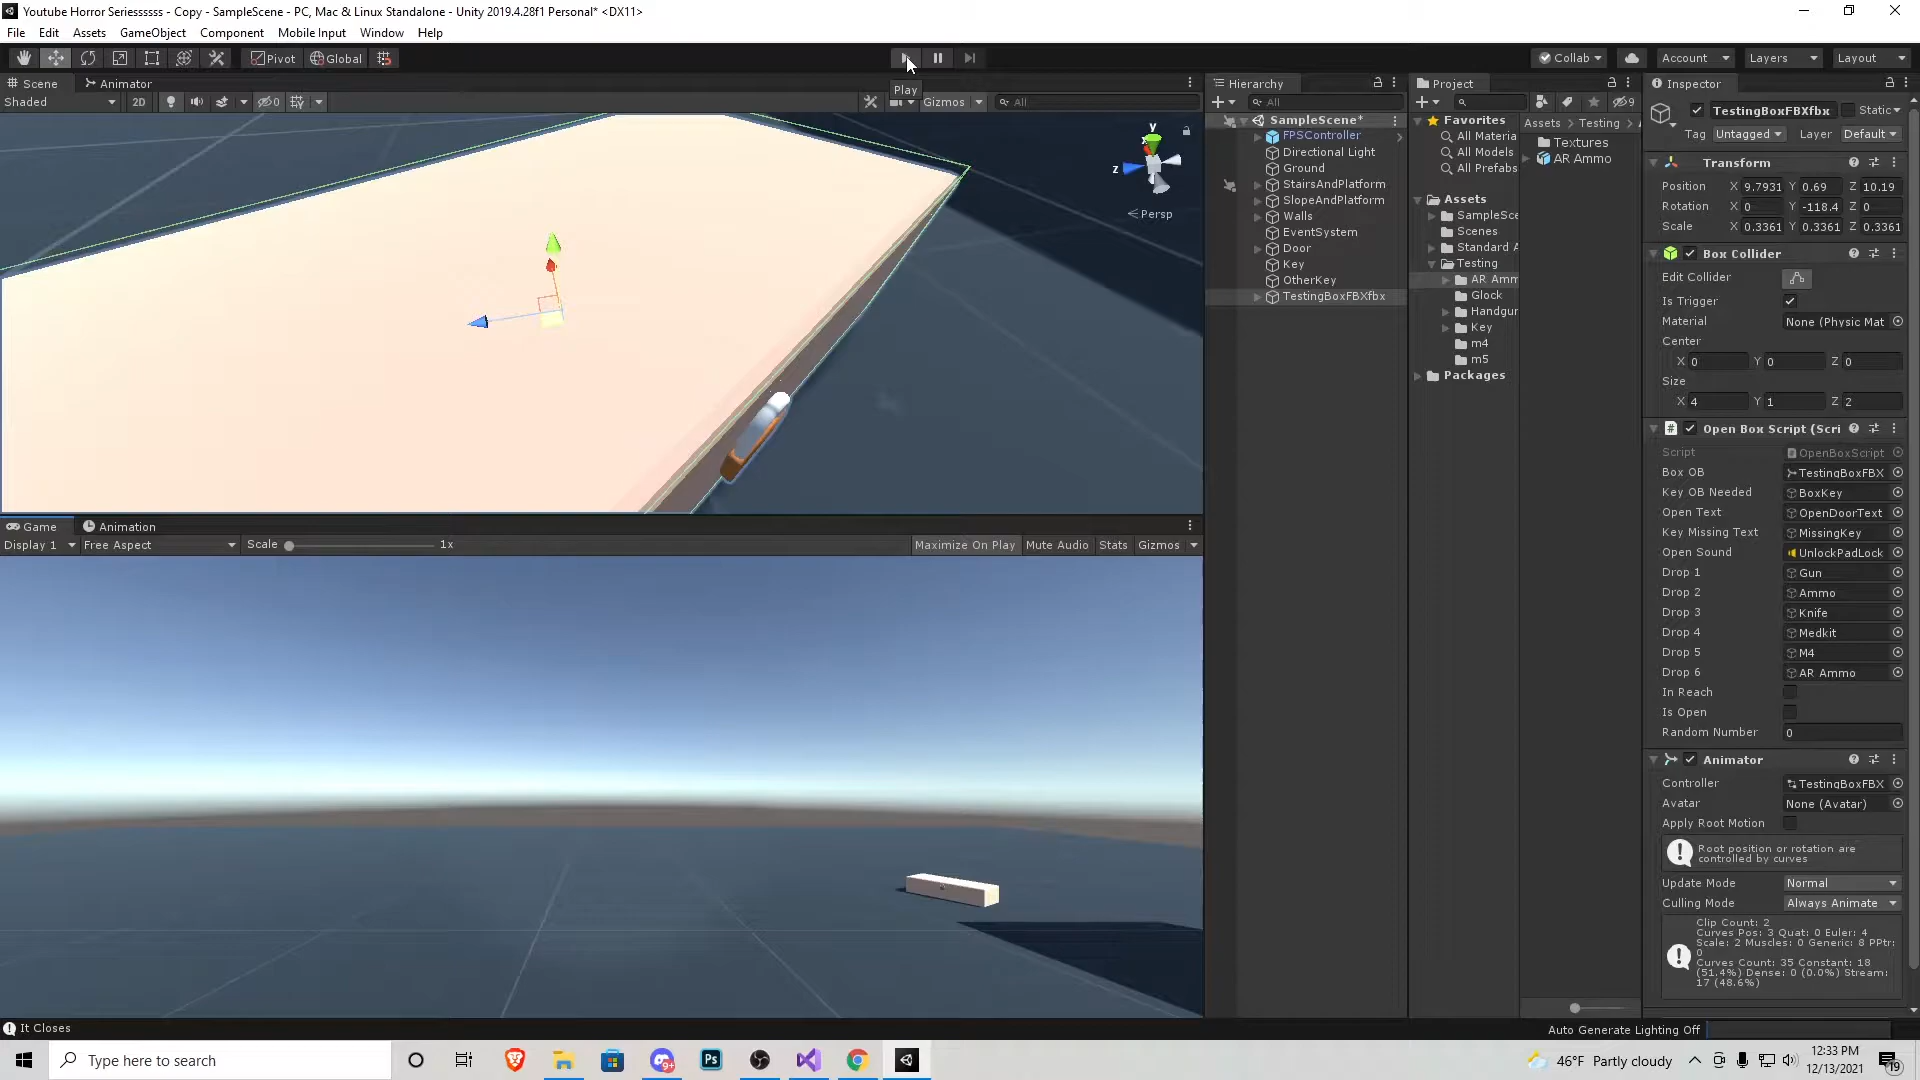 Youtube Horror Seriesssssss - Copy - SampleScene - PC, Mac & Linux Standalone - Unity 2019.4.28f1 Personal* <DX11>
File Edit Assets GameObject Component Mobile Input Window Help
Pivot Global Collab Account Layers Layout
Play
Scene Animator
Shaded 2D 0 Gizmos All
y
x
z
Persp
Game Animation
Display 1 Free Aspect Scale 1x Maximize On Play Mute Audio Stats Gizmos
Hierarchy
All
SampleScene*
FPSController
Directional Light
Ground
StairsAndPlatform
SlopeAndPlatform
Walls
EventSystem
Door
Key
OtherKey
TestingBoxFBXfbx
Project
9
Favorites
All Materia
All Models
All Prefabs
Assets
SampleSce
Scenes
Standard A
Testing
AR Amm
Glock
Handgur
Key
m4
m5
Packages
Assets > Testing >
Textures
AR Ammo
Inspector
TestingBoxFBXfbx Static
Tag Untagged Layer Default
Transform
Position X 9.7931 Y 0.69 Z 10.19
Rotation X 0 Y -118.4 Z 0
Scale X 0.3361 Y 0.3361 Z 0.3361
Box Collider
Edit Collider
Is Trigger
Material None (Physic Mat
Center
X 0 Y 0 Z 0
Size
X 4 Y 1 Z 2
Open Box Script (Scri
Script OpenBoxScript
Box OB TestingBoxFBX
Key OB Needed BoxKey
Open Text OpenDoorText
Key Missing Text MissingKey
Open Sound UnlockPadLock
Drop 1 Gun
Drop 2 Ammo
Drop 3 Knife
Drop 4 Medkit
Drop 5 M4
Drop 6 AR Ammo
In Reach
Is Open
Random Number 0
Animator
Controller TestingBoxFBX
Avatar None (Avatar)
Apply Root Motion
Root position or rotation are
controlled by curves
Update Mode Normal
Culling Mode Always Animate
Clip Count: 2
Curves Pos: 3 Quat: 0 Euler: 4
Scale: 2 Muscles: 0 Generic: 8 PPtr:
0
Curves Count: 35 Constant: 18
(51.4%) Dense: 0 (0.0%) Stream:
17 (48.6%)
It Closes
Auto Generate Lighting Off
Type here to search
9+
Ps
46°F Partly cloudy
12:33 PM
12/13/2021
19